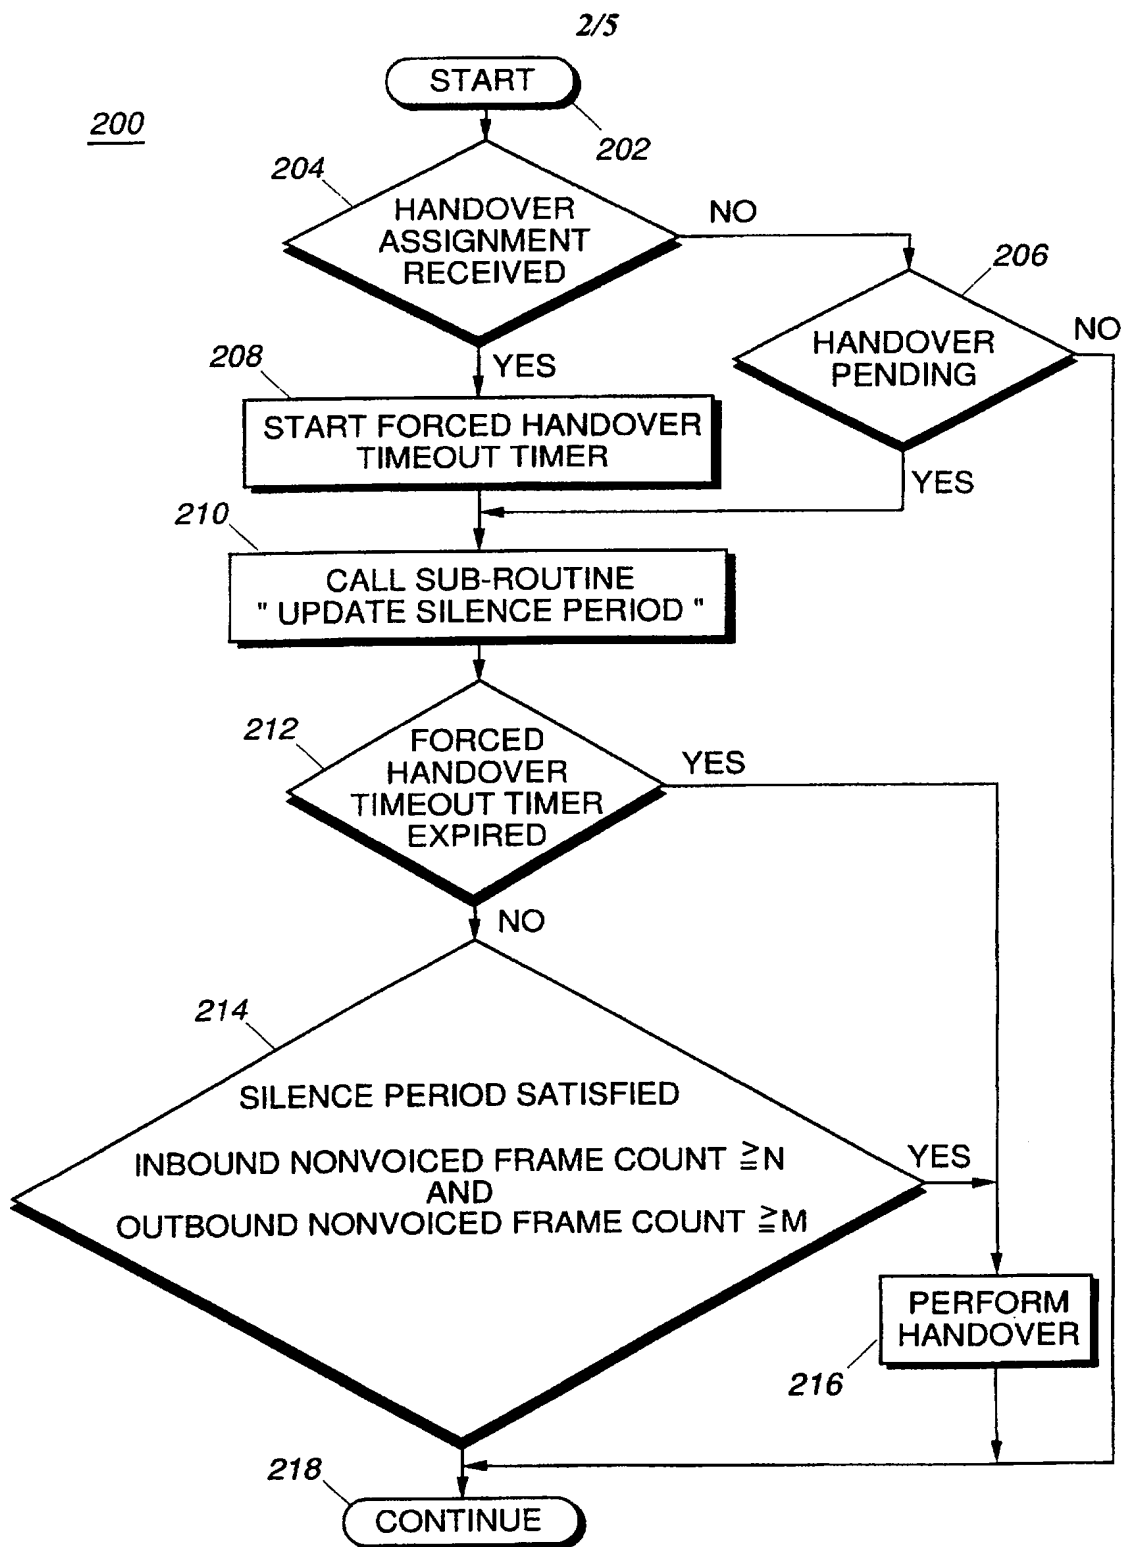 2/5
START
200
202
204
HANDOVER
ASSIGNMENT
RECEIVED
NO
206
HANDOVER
PENDING
NO
YES
208
START FORCED HANDOVER
TIMEOUT TIMER
YES
210
CALL SUB-ROUTINE
" UPDATE SILENCE PERIOD "
212
FORCED
HANDOVER
TIMEOUT TIMER
EXPIRED
YES
NO
214
SILENCE PERIOD SATISFIED
INBOUND NONVOICED FRAME COUNT ≧N
AND
OUTBOUND NONVOICED FRAME COUNT ≧M
YES
PERFORM
HANDOVER
216
218
CONTINUE